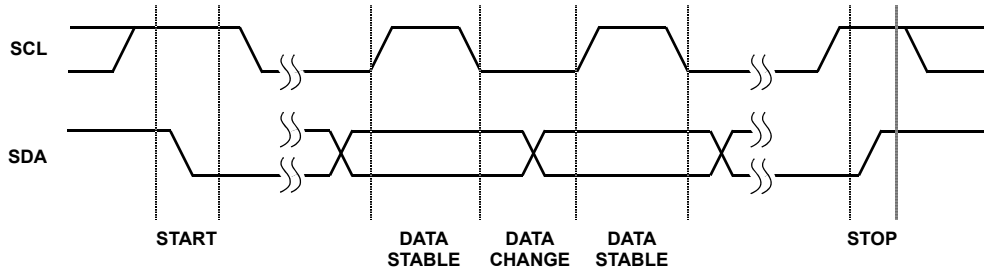 SCL
SDA
START
DATA
STABLE
DATA
CHANGE
DATA
STABLE
STOP